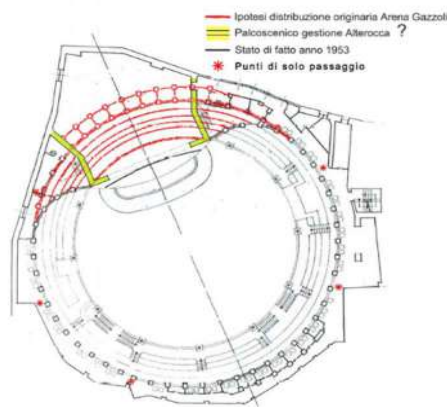 Ipotesi distribuzione originaria Arena Gazzoli
Palcoscenico gestione Alterocca ?
Stato di fatto anno 1953
Punti di solo passaggio